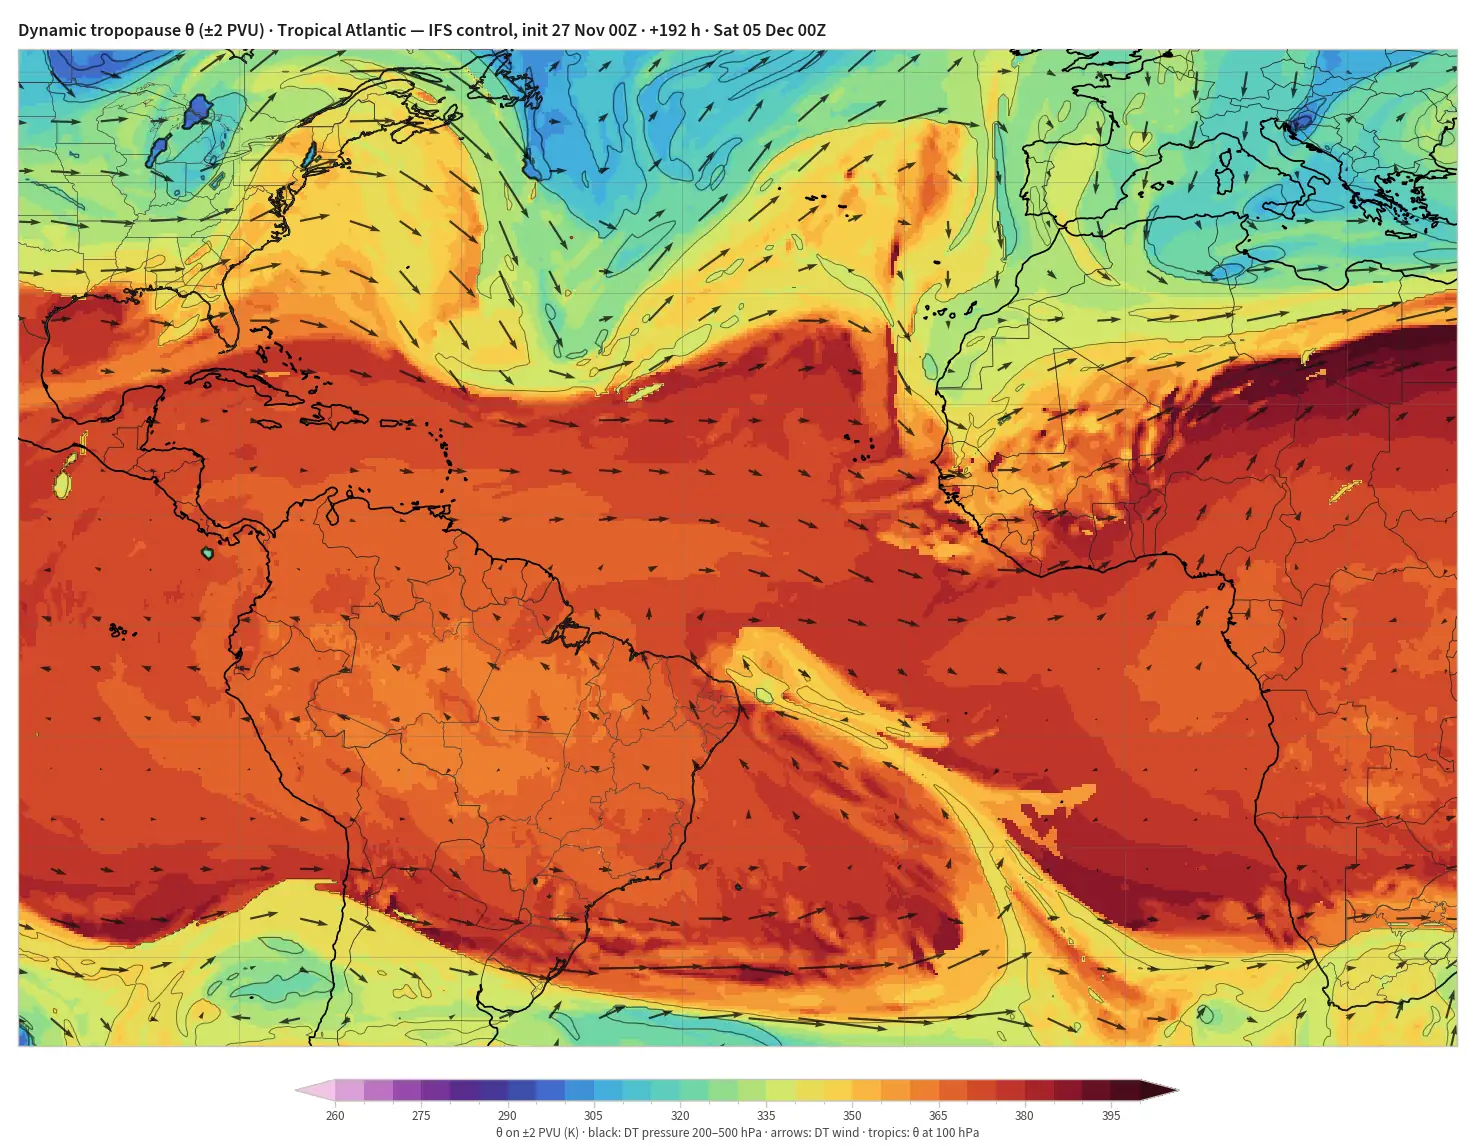 Dynamic tropopause θ (±2 PVU) · Tropical Atlantic — IFS control, init 27 Nov 00Z · +192 h · Sat 05 Dec 00Z
260 275 290 305 320 335 350 365 380 395
θ on ±2 PVU (K) · black: DT pressure 200–500 hPa · arrows: DT wind · tropics: θ at 100 hPa